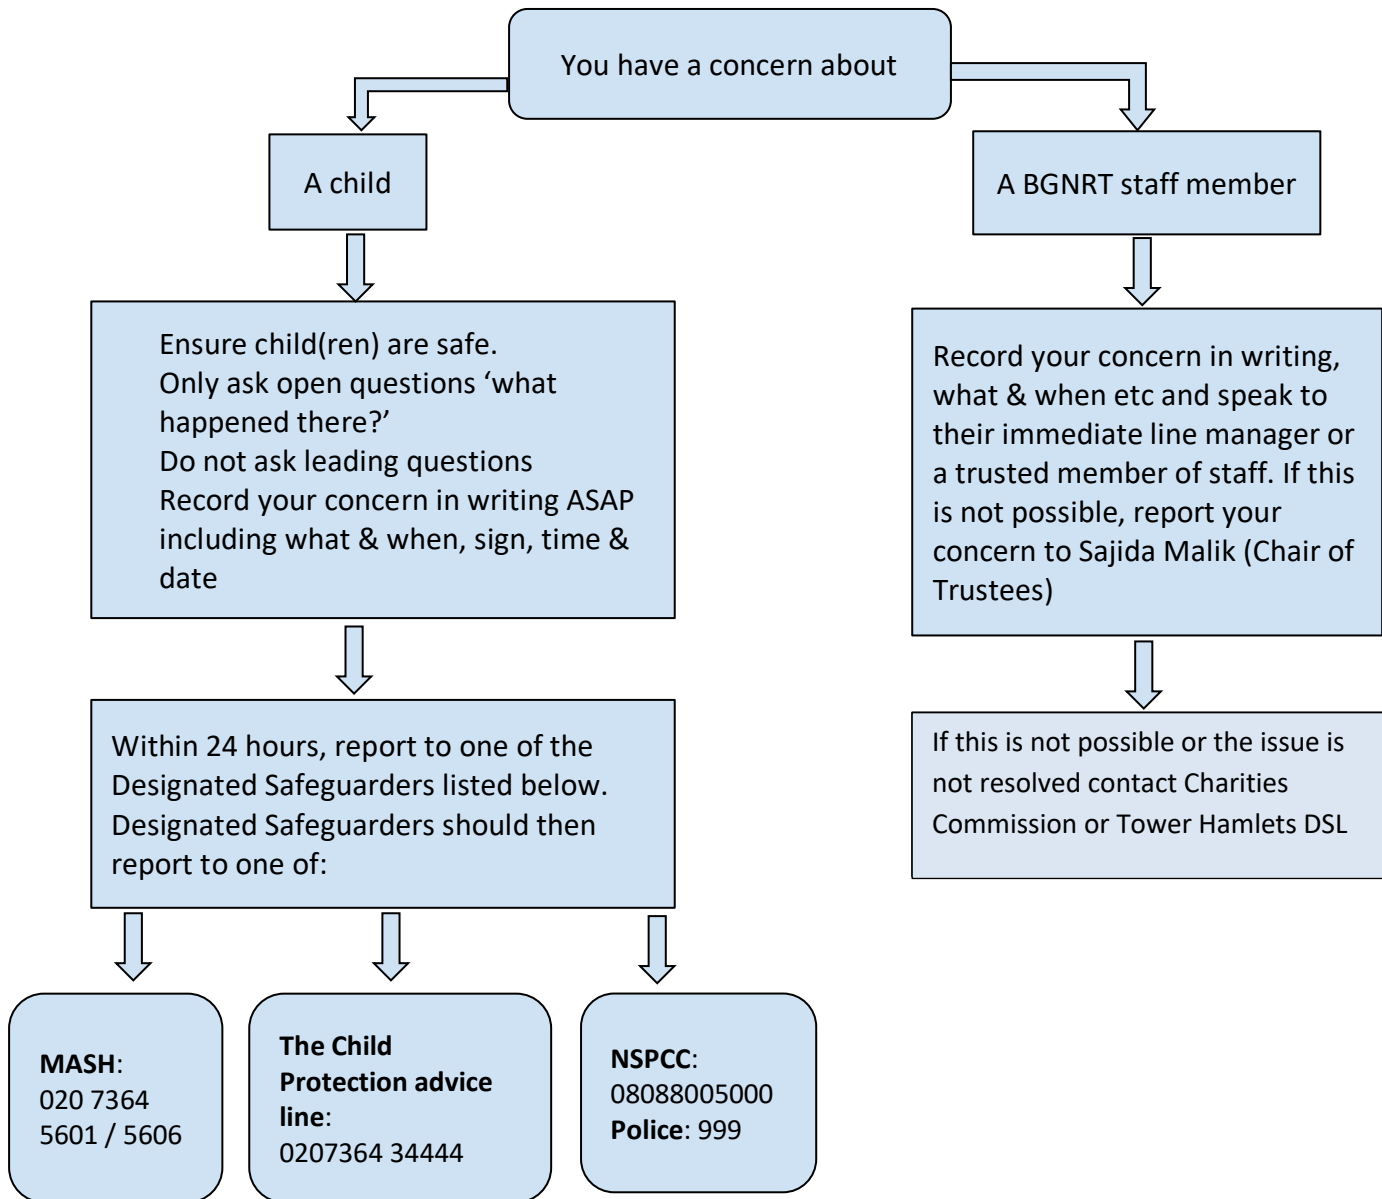 You have a concern about
A child
A BGNRT staff member
Ensure child(ren) are safe.
Only ask open questions ‘what
happened there?’
Do not ask leading questions
Record your concern in writing ASAP
including what & when, sign, time &
date
Record your concern in writing,
what & when etc and speak to
their immediate line manager or
a trusted member of staff. If this
is not possible, report your
concern to Sajida Malik (Chair of
Trustees)
Within 24 hours, report to one of the
Designated Safeguarders listed below.
Designated Safeguarders should then
report to one of:
If this is not possible or the issue is
not resolved contact Charities
Commission or Tower Hamlets DSL
MASH:
020 7364
5601 / 5606
The Child
Protection advice
line:
0207364 34444
NSPCC:
08088005000
Police: 999